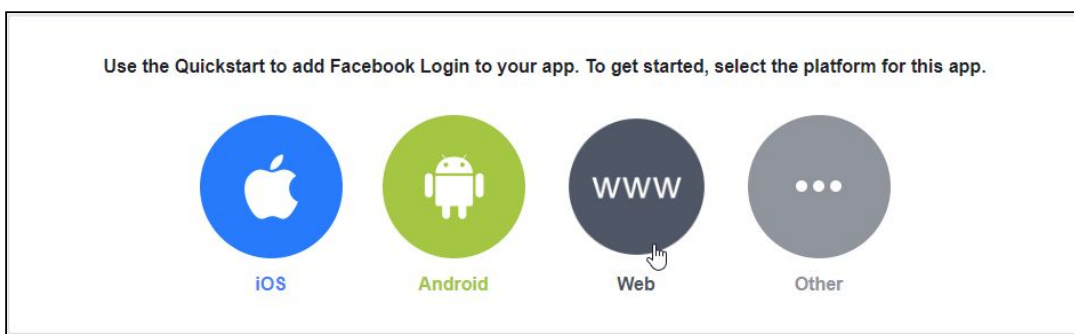 Use the Quickstart to add Facebook Login to your app. To get started, select the platform for this app.
WWW
iOS
Android
Web
Other